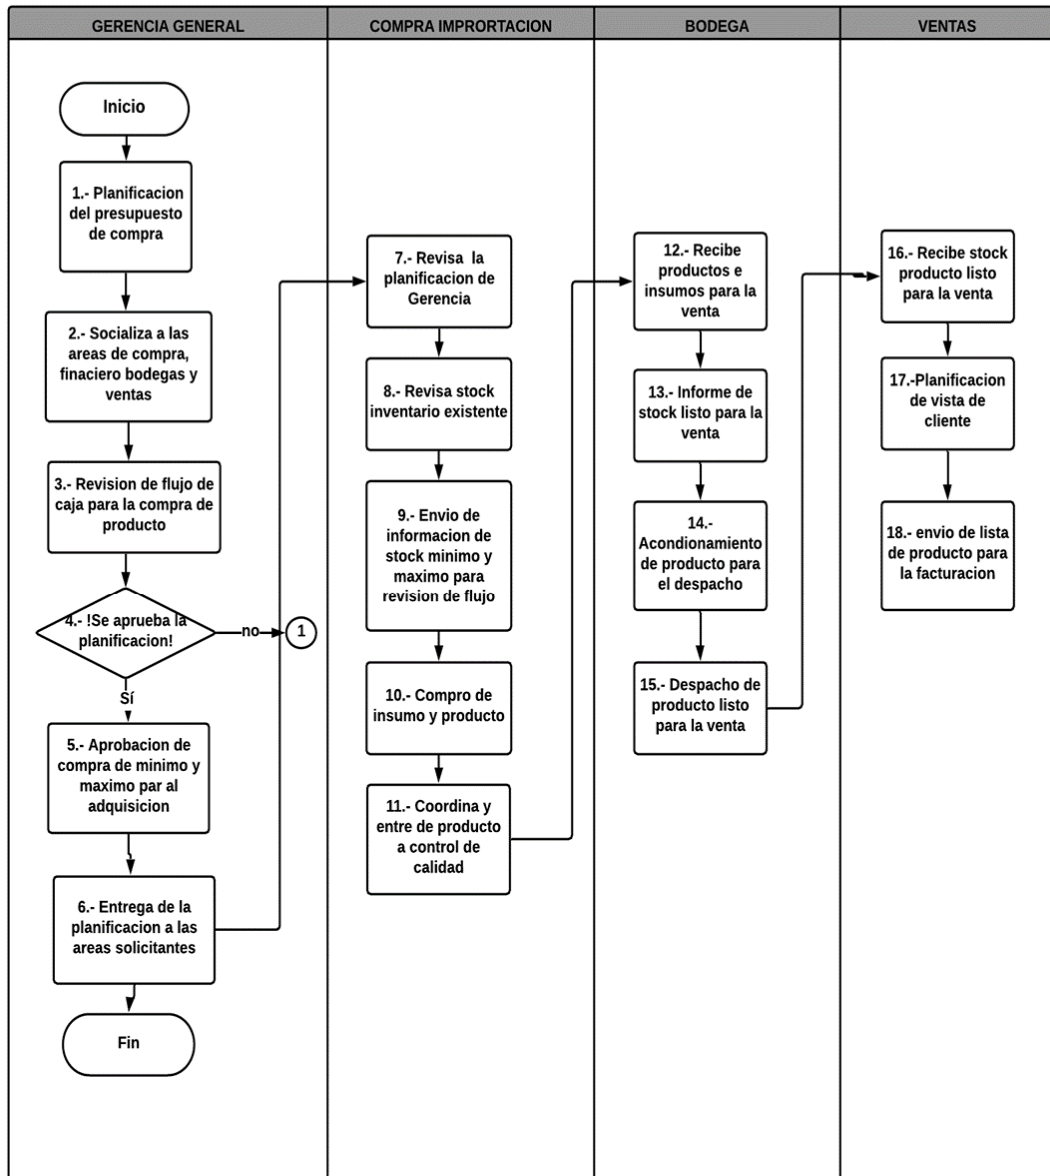 GERENCIA GENERAL
COMPRA IMPRORTACION
BODEGA
VENTAS
Inicio
1.- Planificacion
del presupuesto
de compra
2.- Socializa a las
areas de compra,
finaciero bodegas y
ventas
3.- Revision de flujo de
caja para la compra de
producto
4.- !Se aprueba la
planificacion!
no
1
Sí
5.- Aprobacion de
compra de minimo y
maximo par al
adquisicion
6.- Entrega de la
planificacion a las
areas solicitantes
Fin
7.- Revisa la
planificacion de
Gerencia
8.- Revisa stock
inventario existente
9.- Envio de
informacion de
stock minimo y
maximo para
revision de flujo
10.- Compro de
insumo y producto
11.- Coordina y
entre de producto
a control de
calidad
12.- Recibe
productos e
insumos para la
venta
13.- Informe de
stock listo para la
venta
14.-
Acondionamiento
de producto para
el despacho
15.- Despacho de
producto listo
para la venta
16.- Recibe stock
producto listo
para la venta
17.-Planificacion
de vista de
cliente
18.- envio de lista
de producto para
la facturacion